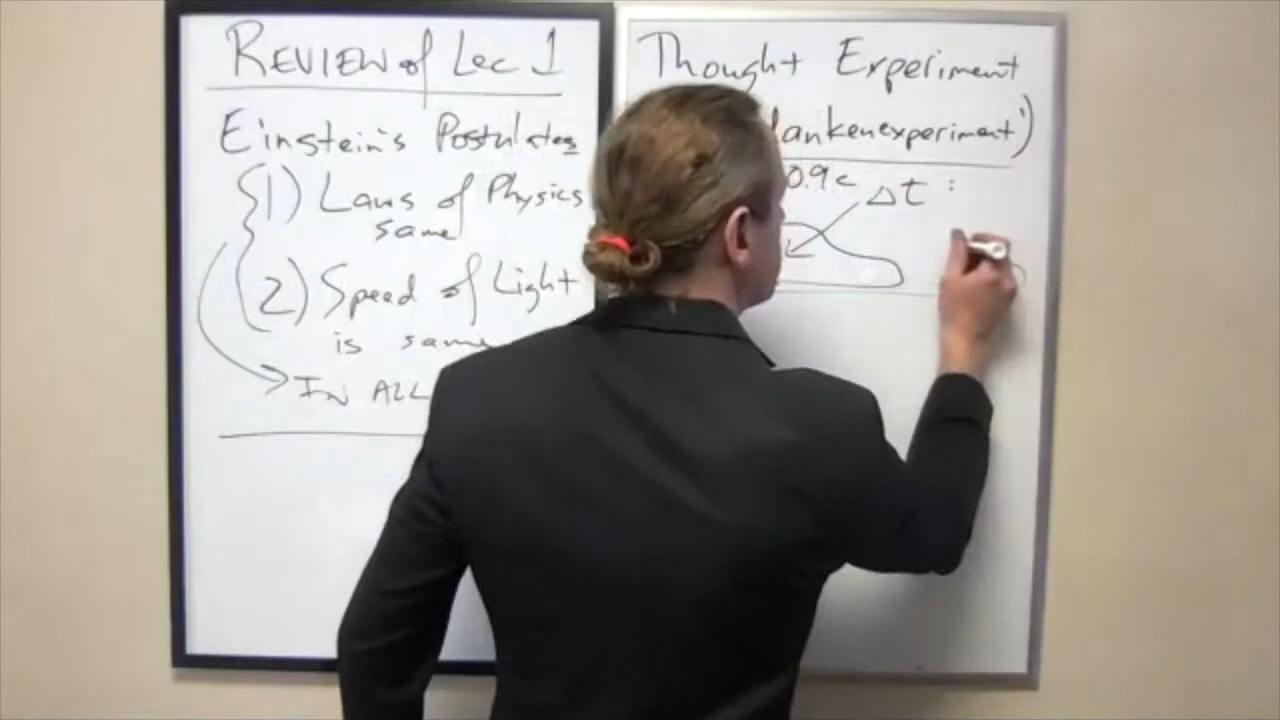 REVIEW of Lec 1
Einstein's Postulates
1) Laws of Physics
same
2) Speed of Light
is same
IN ALL
Thought Experiment
lankenexperiment')
0.9c Δt :